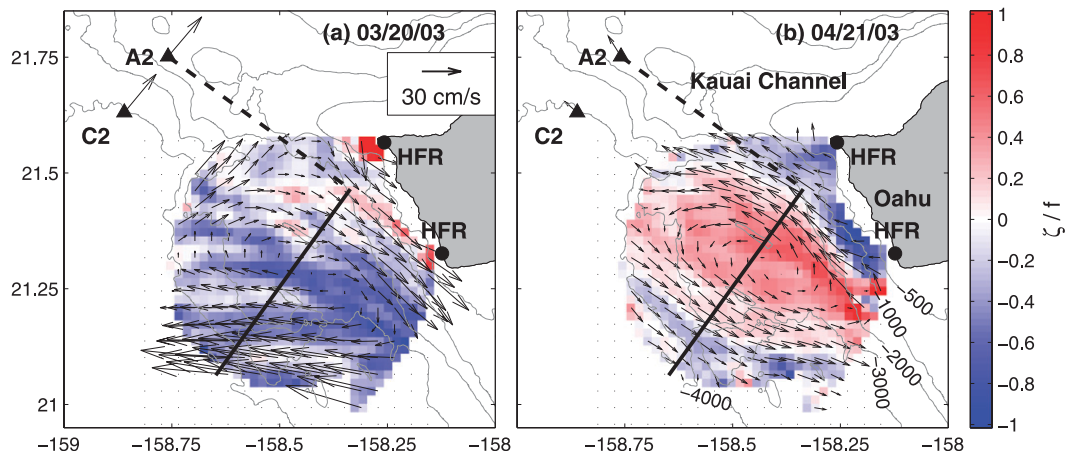 (a) 03/20/03
(b) 04/21/03
A2
C2
30 cm/s
HFR
HFR
A2
C2
Kauai Channel
HFR
Oahu
HFR
−500
1000
−2000
−3000
−4000
21.75
21.5
21.25
21
−159
−158.75
−158.5
−158.25
−158
−158.75
−158.5
−158.25
−158
1
0.8
0.6
0.4
0.2
0
−0.2
−0.4
−0.6
−0.8
−1
ζ / f